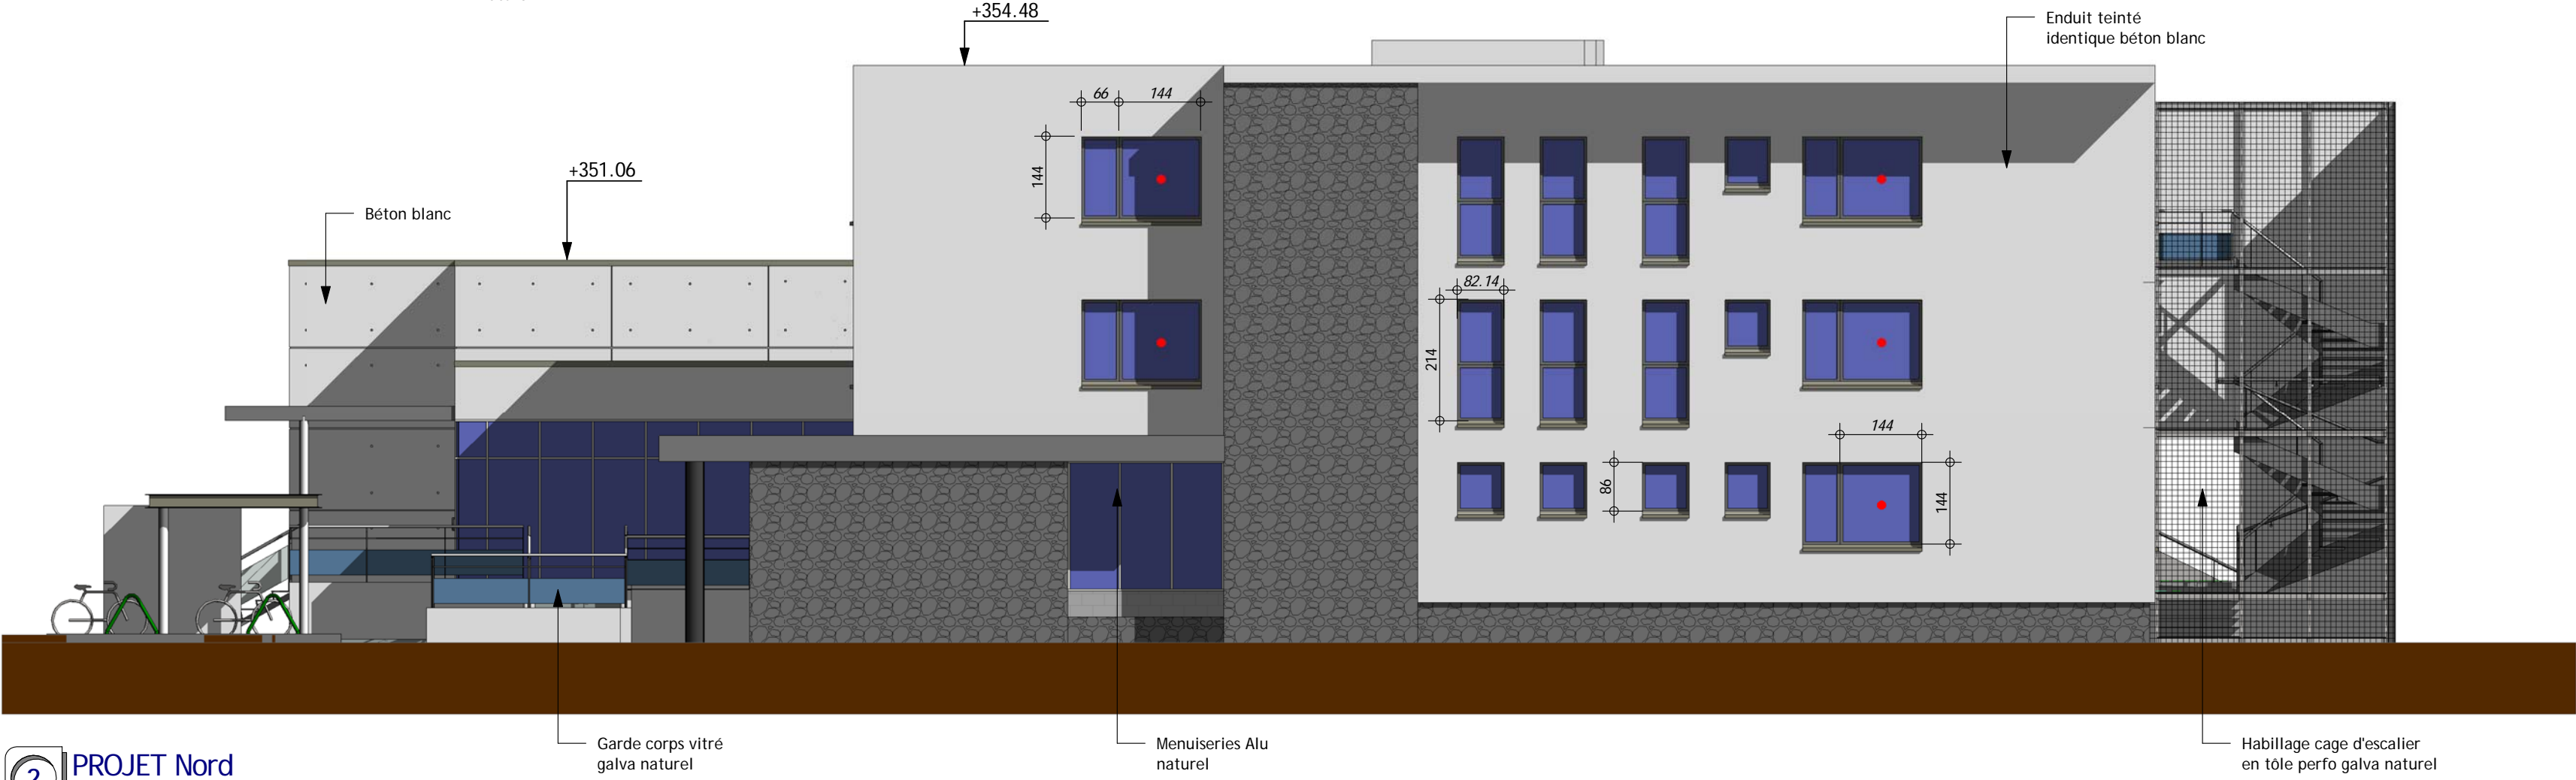 +354.48
Enduit teinté
identique béton blanc
66
144
144
+351.06
Béton blanc
82.14
214
144
86
144
Garde corps vitré
galva naturel
Menuiseries Alu
naturel
Habillage cage d'escalier
en tôle perfo galva naturel
2
PROJET Nord